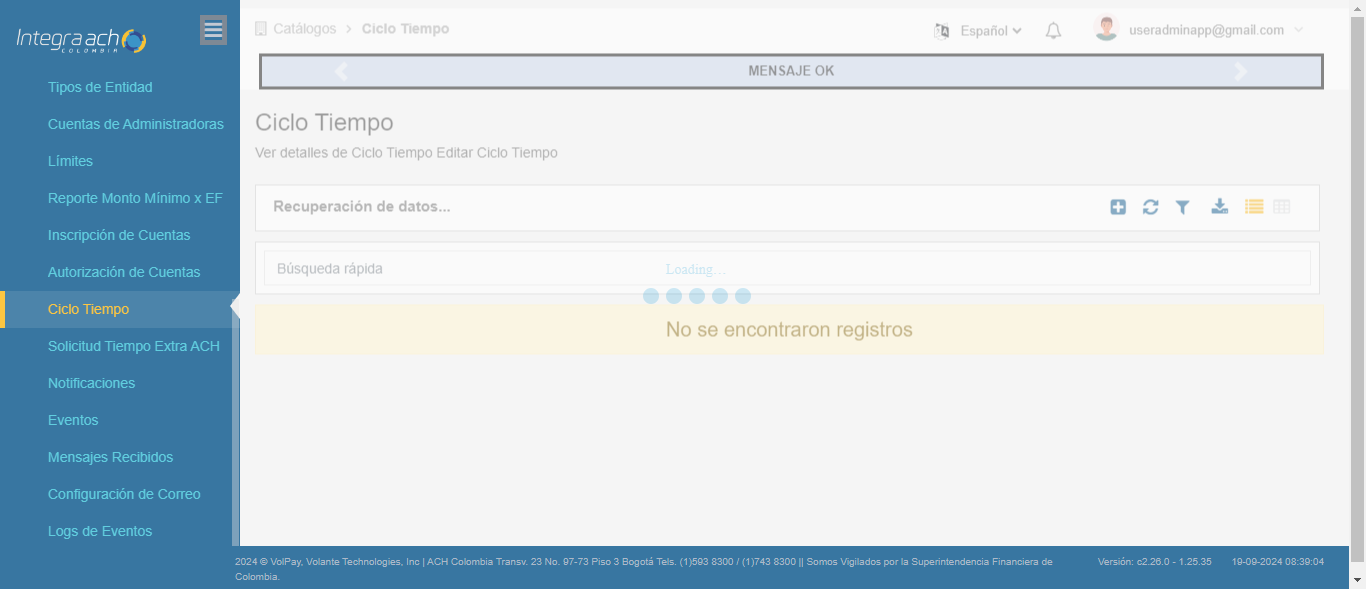 Integra ach
COLOMBIA
Tipos de Entidad
Cuentas de Administradoras
Límites
Reporte Monto Mínimo x EF
Inscripción de Cuentas
Autorización de Cuentas
Ciclo Tiempo
Solicitud Tiempo Extra ACH
Notificaciones
Eventos
Mensajes Recibidos
Configuración de Correo
Logs de Eventos
Catálogos > Ciclo Tiempo
Español
useradminapp@gmail.com
MENSAJE OK
Ciclo Tiempo
Ver detalles de Ciclo Tiempo Editar Ciclo Tiempo
Recuperación de datos...
Búsqueda rápida
Loading...
No se encontraron registros
2024 © VolPay, Volante Technologies, Inc | ACH Colombia Transv. 23 No. 97-73 Piso 3 Bogotá Tels. (1)593 8300 / (1)743 8300 || Somos Vigilados por la Superintendencia Financiera de
Colombia.
Versión: c2.26.0 - 1.25.35
19-09-2024 08:39:04